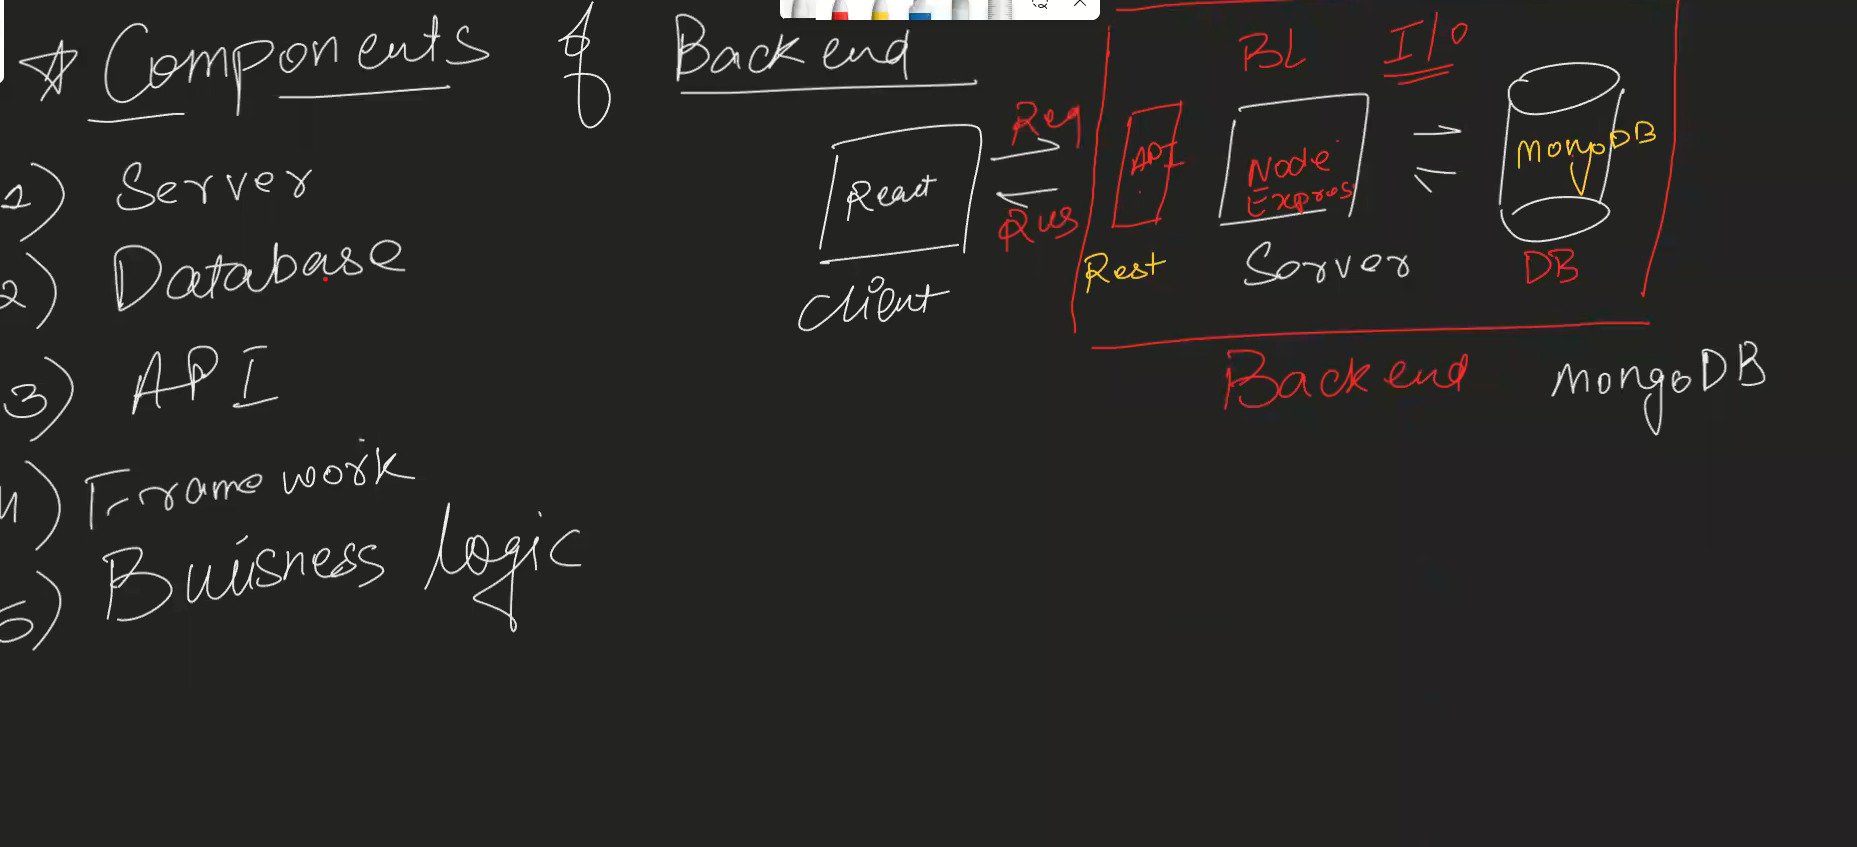 Components of Backend
1) Server
2) Database
3) API
4) Framework
5) Buiisness logic
BL I/O
Req
Res
React
API
Node
Express
MongoDB
Client
Rest
Server
DB
Backend
MongoDB